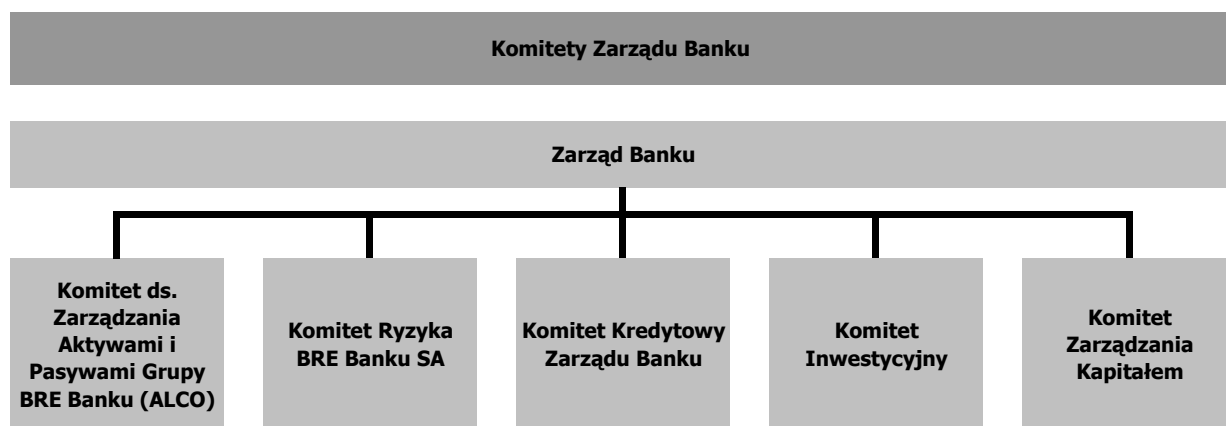 Komitety Zarządu Banku
Zarząd Banku
Komitet ds.
Zarządzania
Aktywami i
Pasywami Grupy
BRE Banku (ALCO)
Komitet Ryzyka
BRE Banku SA
Komitet Kredytowy
Zarządu Banku
Komitet
Inwestycyjny
Komitet
Zarządzania
Kapitałem